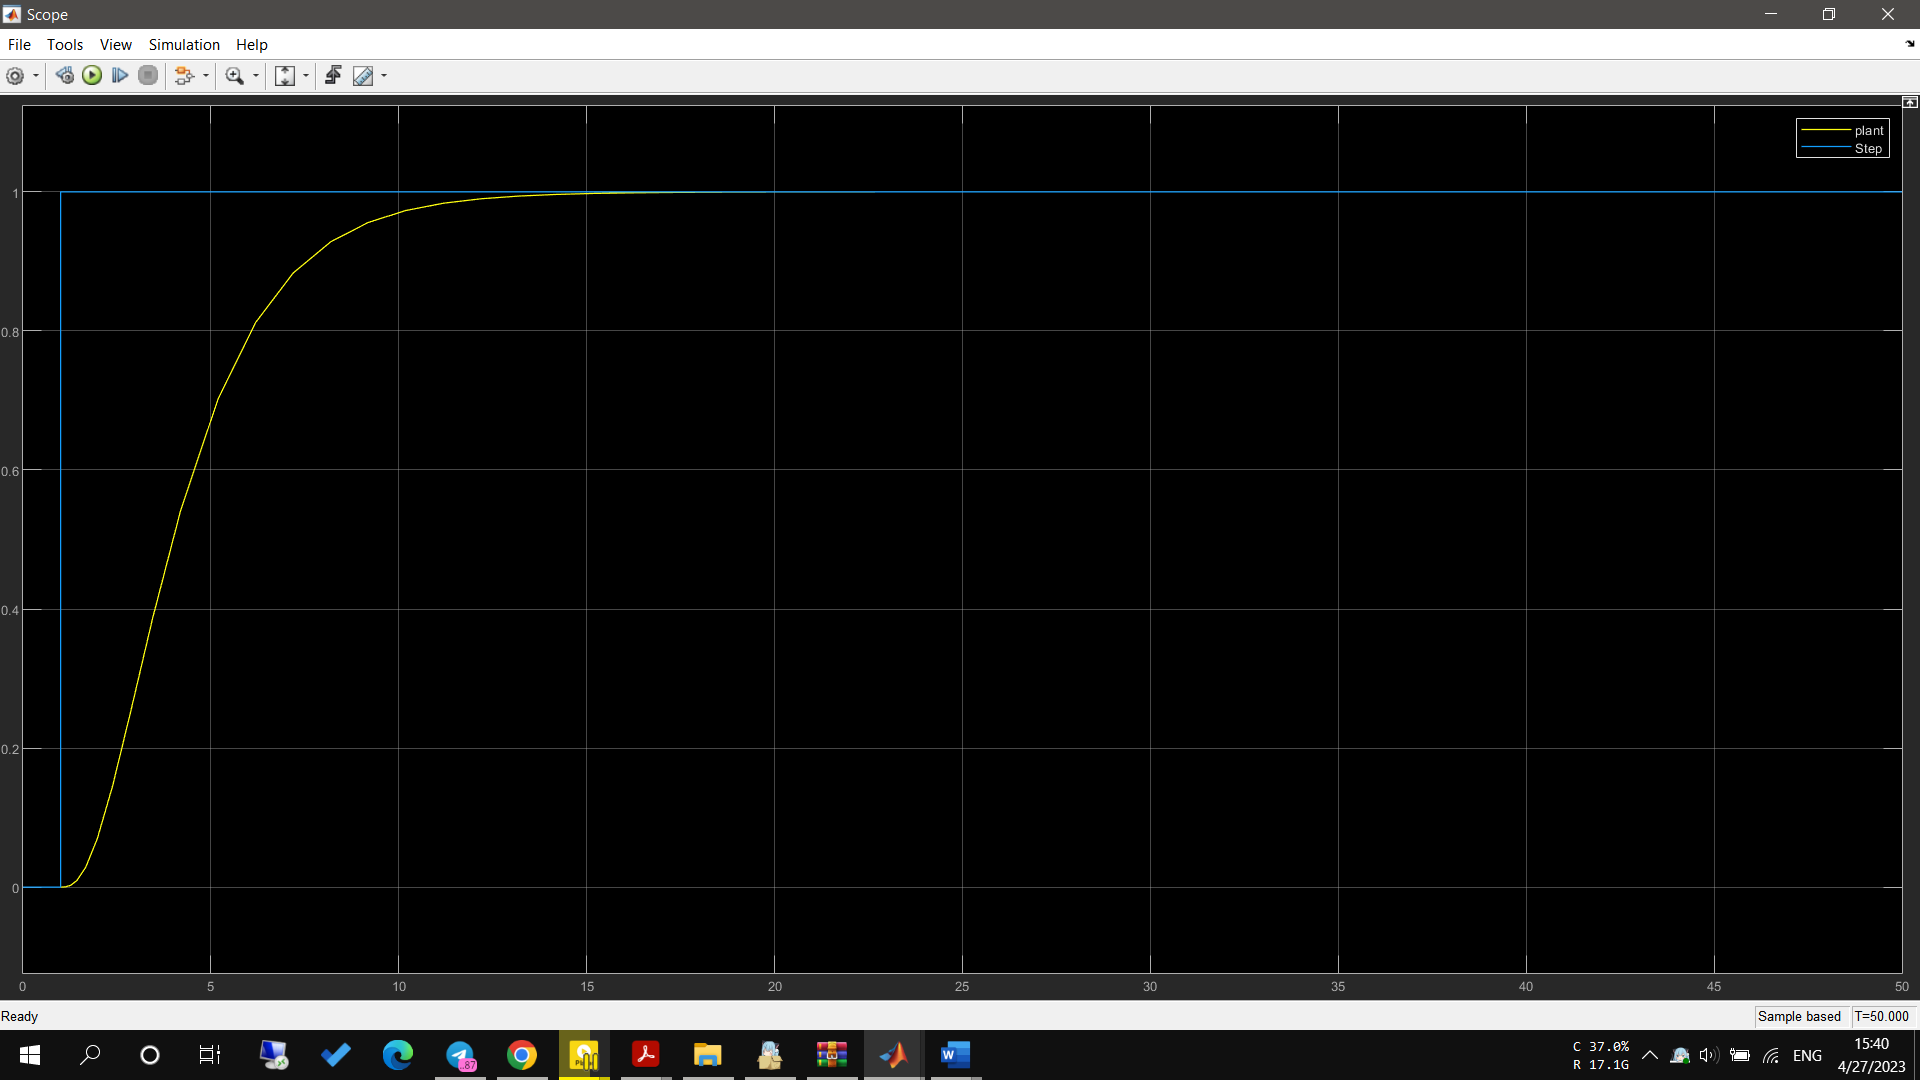 Scope
File Tools View Simulation Help
plant
Step
1
0.8
0.6
0.4
0.2
0
0 5 10 15 20 25 30 35 40 45 50
Ready
Sample based T=50.000
..87
W
C 37.0%
R 17.1G
ENG
15:40
4/27/2023